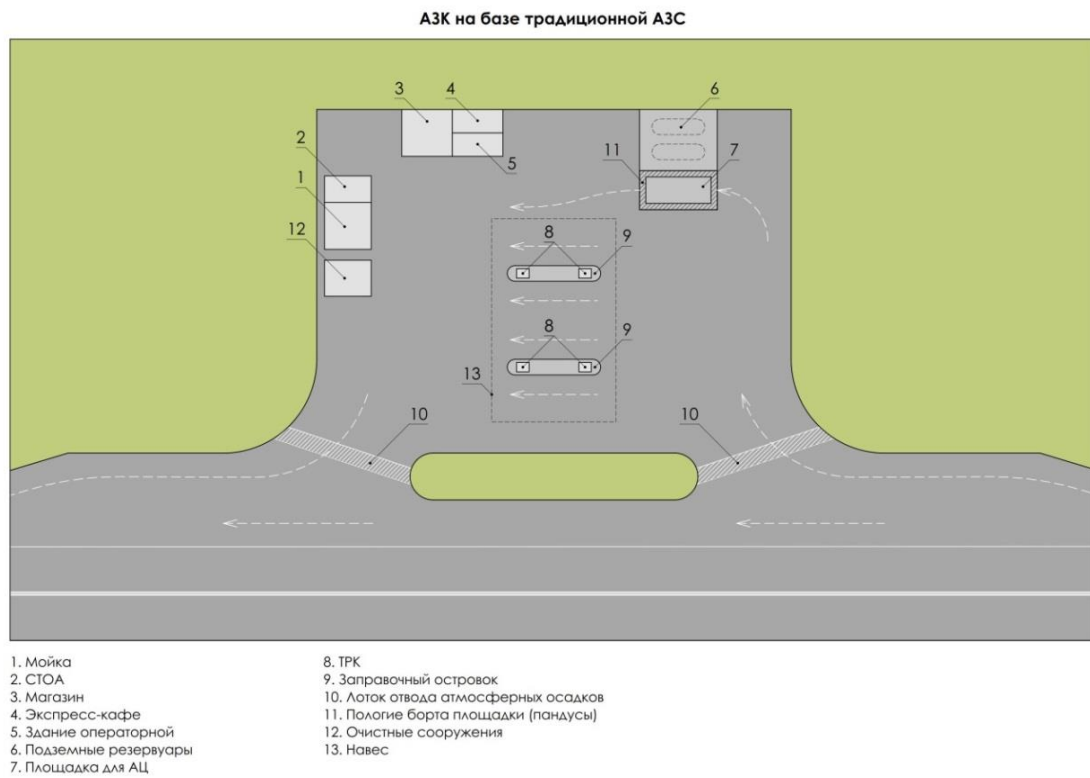 АЗК на базе традиционной АЗС
3
4
6
2
5
11
7
1
12
8
9
8
9
13
10
10
1. Мойка
2. СТОА
3. Магазин
4. Экспресс-кафе
5. Здание операторной
6. Подземные резервуары
7. Площадка для АЦ
8. ТРК
9. Заправочный островок
10. Лоток отвода атмосферных осадков
11. Пологие борта площадки (пандусы)
12. Очистные сооружения
13. Навес